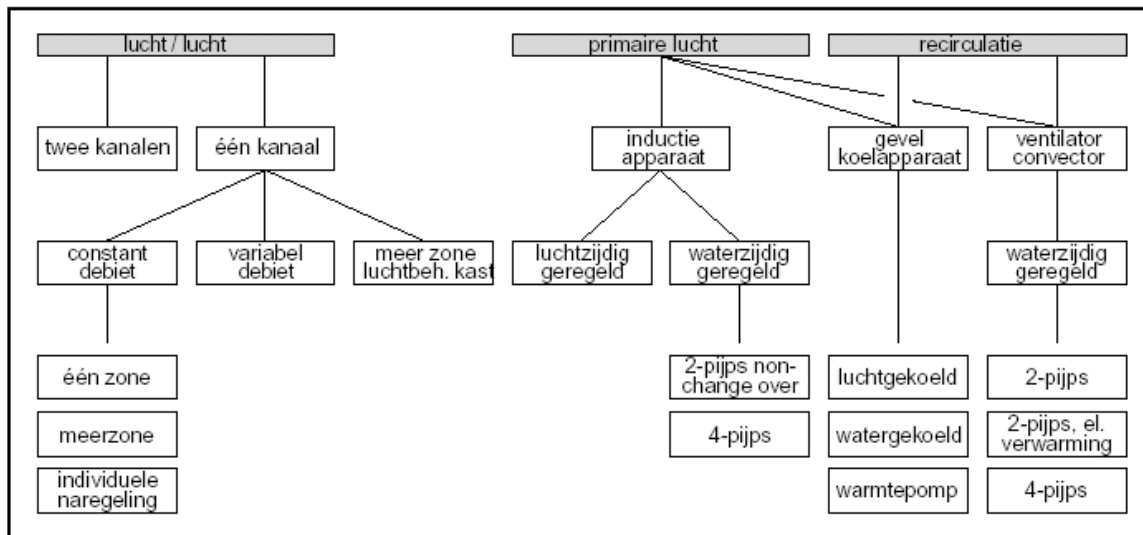 lucht / lucht
primaire lucht
recirculatie
twee kanalen
één kanaal
inductie
apparaat
gevel
koelapparaat
ventilator
convector
constant
debiet
variabel
debiet
meer zone
luchtbeh. kast
luchtzijdig
geregeld
waterzijdig
geregeld
waterzijdig
geregeld
één zone
2-pijps non-
change over
luchtgekoeld
2-pijps
meerzone
4-pijps
watergekoeld
2-pijps, el.
verwarming
individuele
naregeling
warmtepomp
4-pijps